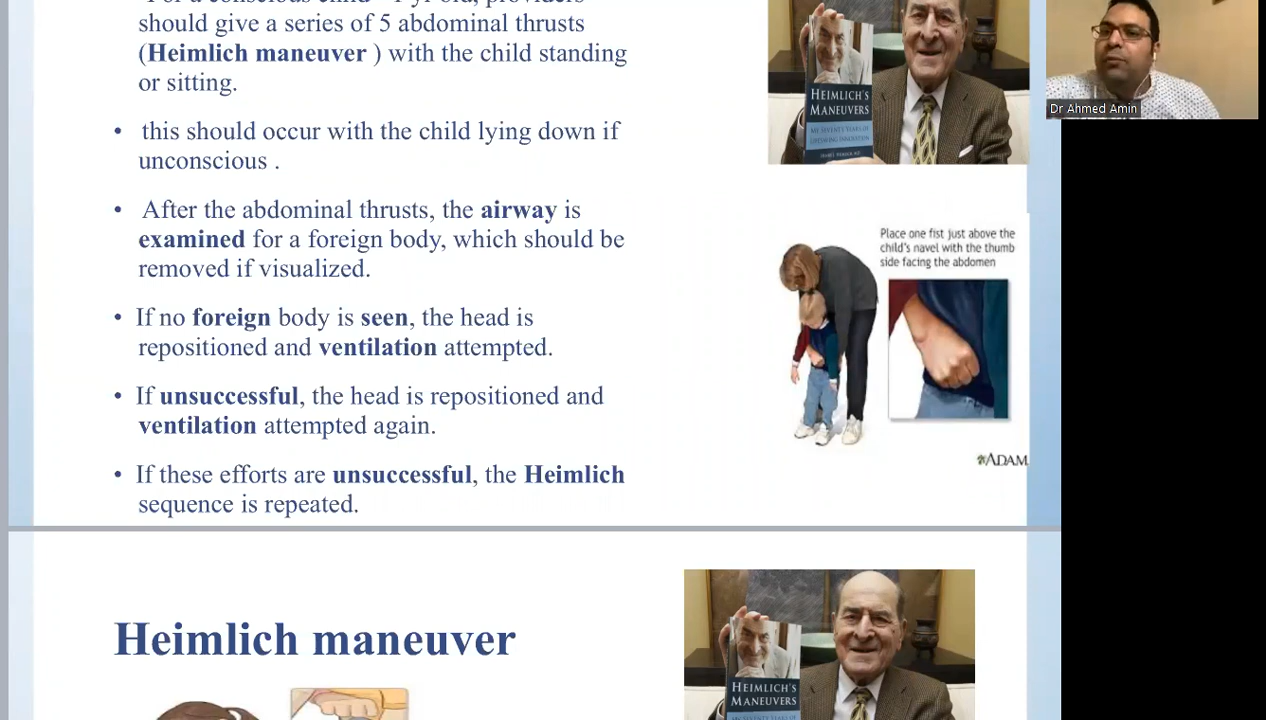 should give a series of 5 abdominal thrusts
(Heimlich maneuver ) with the child standing
or sitting.
• this should occur with the child lying down if
unconscious .
• After the abdominal thrusts, the airway is
examined for a foreign body, which should be
removed if visualized.
• If no foreign body is seen, the head is
repositioned and ventilation attempted.
• If unsuccessful, the head is repositioned and
ventilation attempted again.
• If these efforts are unsuccessful, the Heimlich
sequence is repeated.
HEIMLICH'S
MANEUVERS
Place one fist just above the
child's navel with the thumb
side facing the abdomen
ADAM
Dr Ahmed Amin
Heimlich maneuver
HEIMLICH'S
MANEUVERS